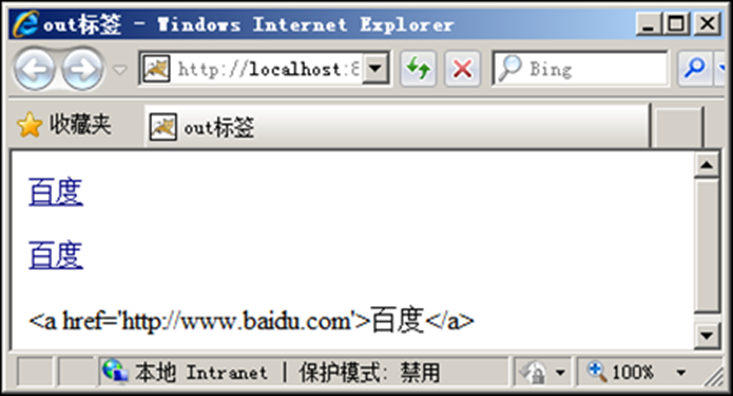 out标签 - Windows Internet Explorer
http://localhost:8
Bing
收藏夹
out标签
百度
百度
<a href='http://www.baidu.com'>百度</a>
本地 Intranet | 保护模式: 禁用
100%